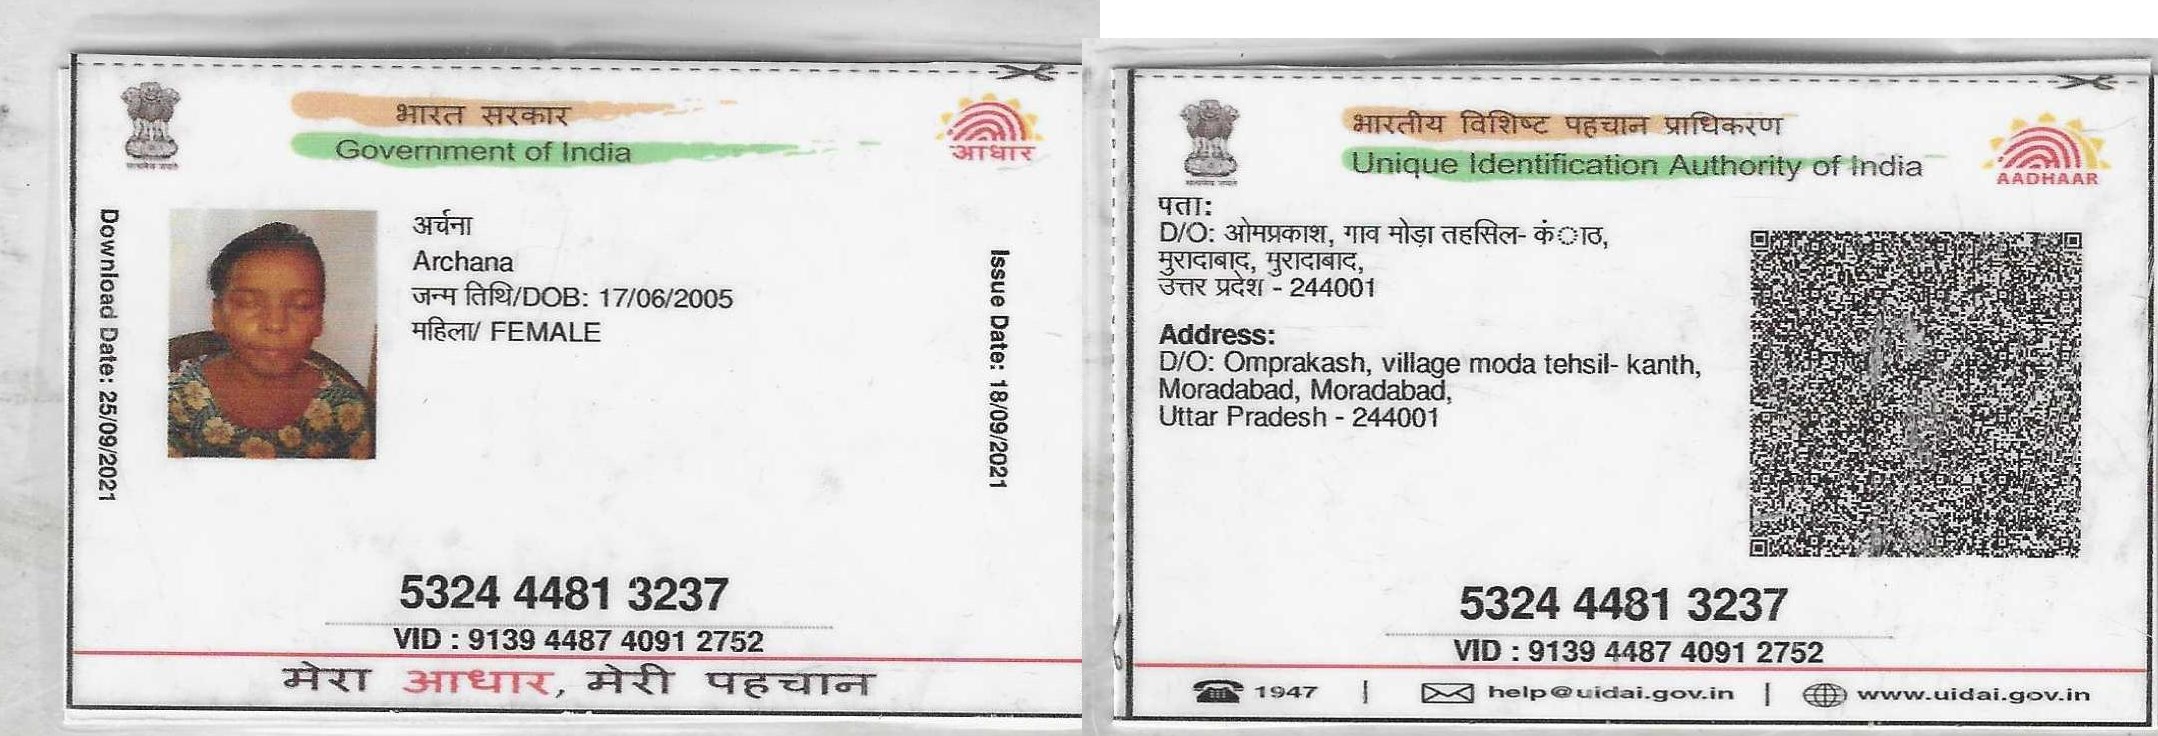 भारत सरकार
Government of India
आधार
Download Date: 25/09/2021
अर्चना
Archana
जन्म तिथि/DOB: 17/06/2005
महिला/ FEMALE
Issue Date: 18/09/2021
5324 4481 3237
VID : 9139 4487 4091 2752
मेरा आधार, मेरी पहचान
भारतीय विशिष्ट पहचान प्राधिकरण
Unique Identification Authority of India
AADHAAR
पता:
D/O: ओमप्रकाश, गाव मोड़ा तहसिल- कंाठ,
मुरादाबाद, मुरादाबाद,
उत्तर प्रदेश - 244001
Address:
D/O: Omprakash, village moda tehsil- kanth,
Moradabad, Moradabad,
Uttar Pradesh - 244001
5324 4481 3237
VID : 9139 4487 4091 2752
1947 | help@uidai.gov.in | www.uidai.gov.in